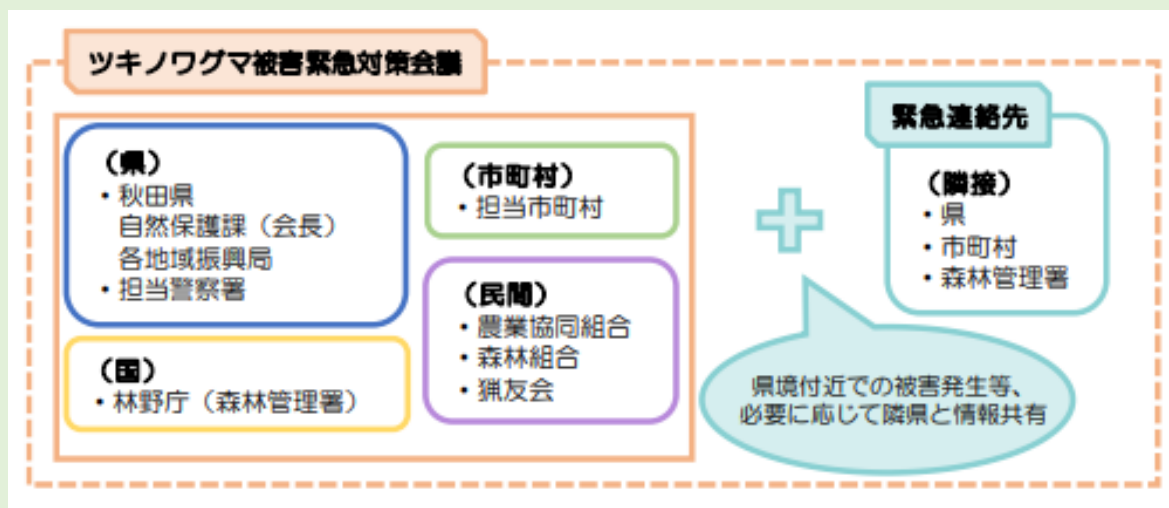 ツキノワグマ被害緊急対策会議
（県）
・秋田県
自然保護課（会長）
各地域振興局
・担当警察署
（国）
・林野庁（森林管理署）
（市町村）
・担当市町村
（民間）
・農業協同組合
・森林組合
・猟友会
緊急連絡先
（隣接）
・県
・市町村
・森林管理署
県境付近での被害発生等、
必要に応じて隣県と情報共有